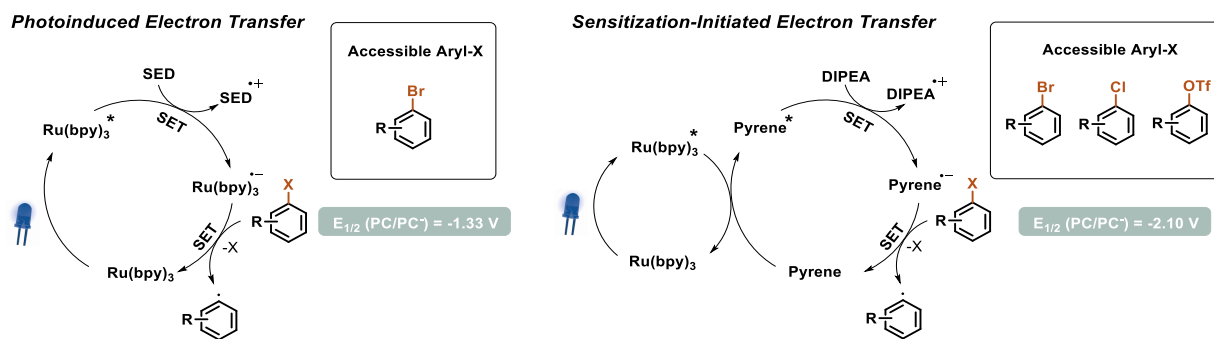 Photoinduced Electron Transfer
Accessible Aryl-X
Br
R
SED
SED•+
SET
Ru(bpy)3*
Ru(bpy)3•−
X
R
E1/2 (PC/PC-) = -1.33 V
SET
-X
Ru(bpy)3
R
Sensitization-Initiated Electron Transfer
Accessible Aryl-X
Br
Cl
OTf
R
R
R
DIPEA
DIPEA•+
SET
Ru(bpy)3*
Pyrene*
Pyrene•−
X
R
E1/2 (PC/PC-) = -2.10 V
SET
-X
Ru(bpy)3
Pyrene
R